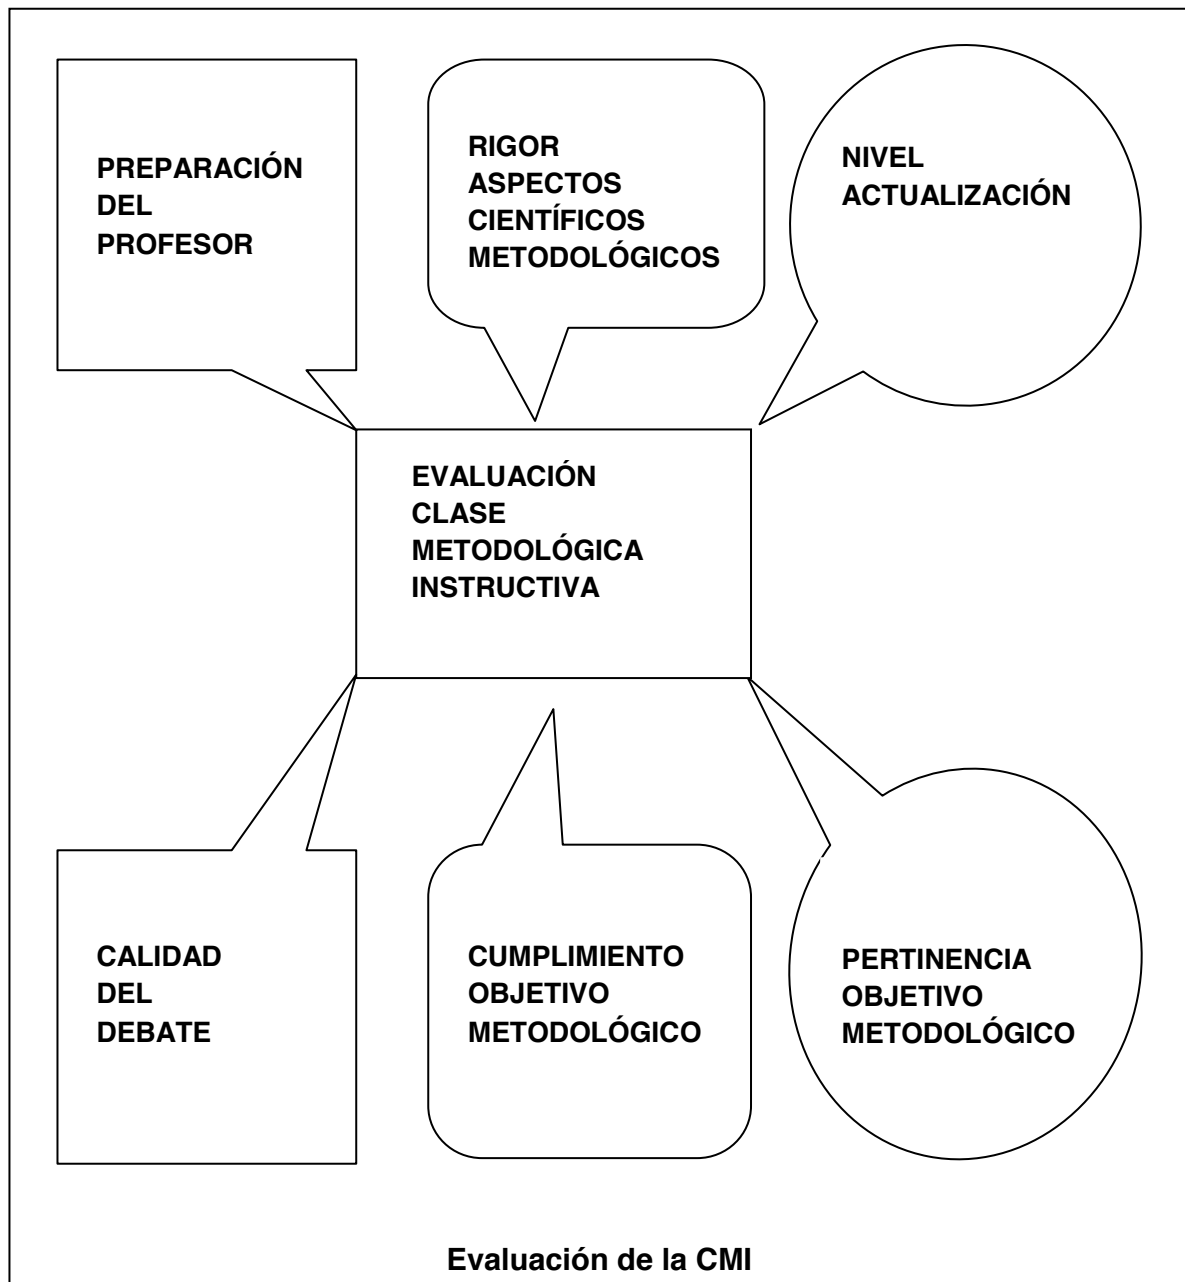 PREPARACIÓN
DEL
PROFESOR
RIGOR
ASPECTOS
CIENTÍFICOS
METODOLÓGICOS
NIVEL
ACTUALIZACIÓN
EVALUACIÓN
CLASE
METODOLÓGICA
INSTRUCTIVA
CALIDAD
DEL
DEBATE
CUMPLIMIENTO
OBJETIVO
METODOLÓGICO
PERTINENCIA
OBJETIVO
METODOLÓGICO
Evaluación de la CMI